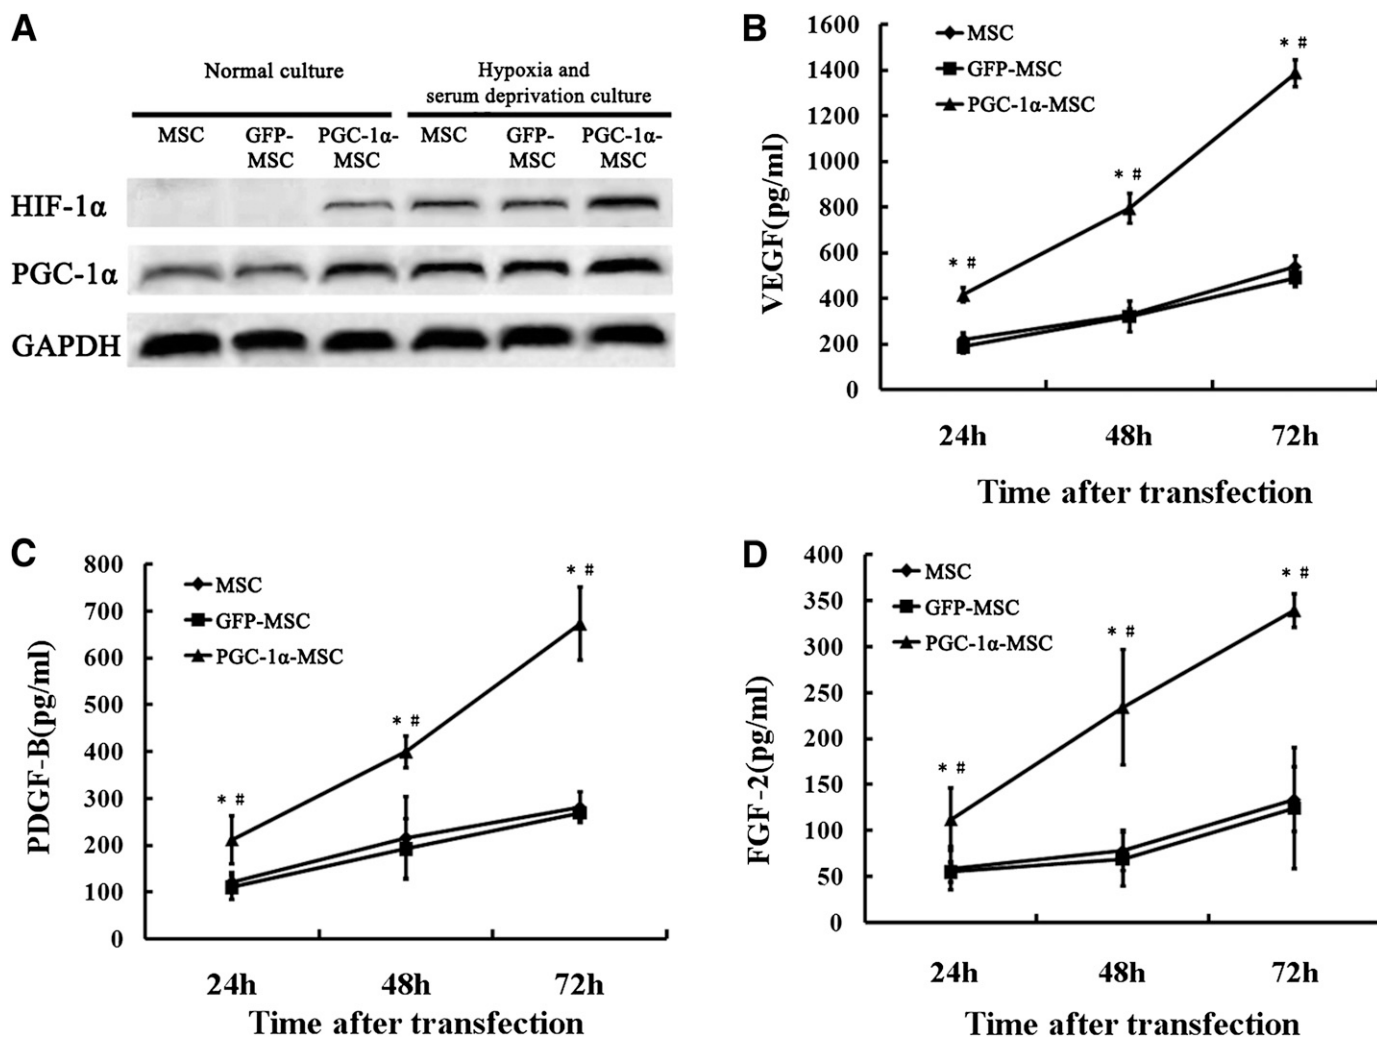 A
Normal culture
Hypoxia and
serum deprivation culture
MSC GFP- PGC-1α- MSC GFP- PGC-1α-
MSC MSC MSC MSC
HIF-1α
PGC-1α
GAPDH
B
MSC
GFP-MSC
PGC-1α-MSC
VEGF(pg/ml)
1600
1400
1200
1000
800
600
400
200
0
* #
* #
* #
24h 48h 72h
Time after transfection
C
MSC
GFP-MSC
PGC-1α-MSC
PDGF-B(pg/ml)
800
700
600
500
400
300
200
100
0
* #
* #
* #
24h 48h 72h
Time after transfection
D
MSC
GFP-MSC
PGC-1α-MSC
FGF-2(pg/ml)
400
350
300
250
200
150
100
50
0
* #
* #
* #
24h 48h 72h
Time after transfection